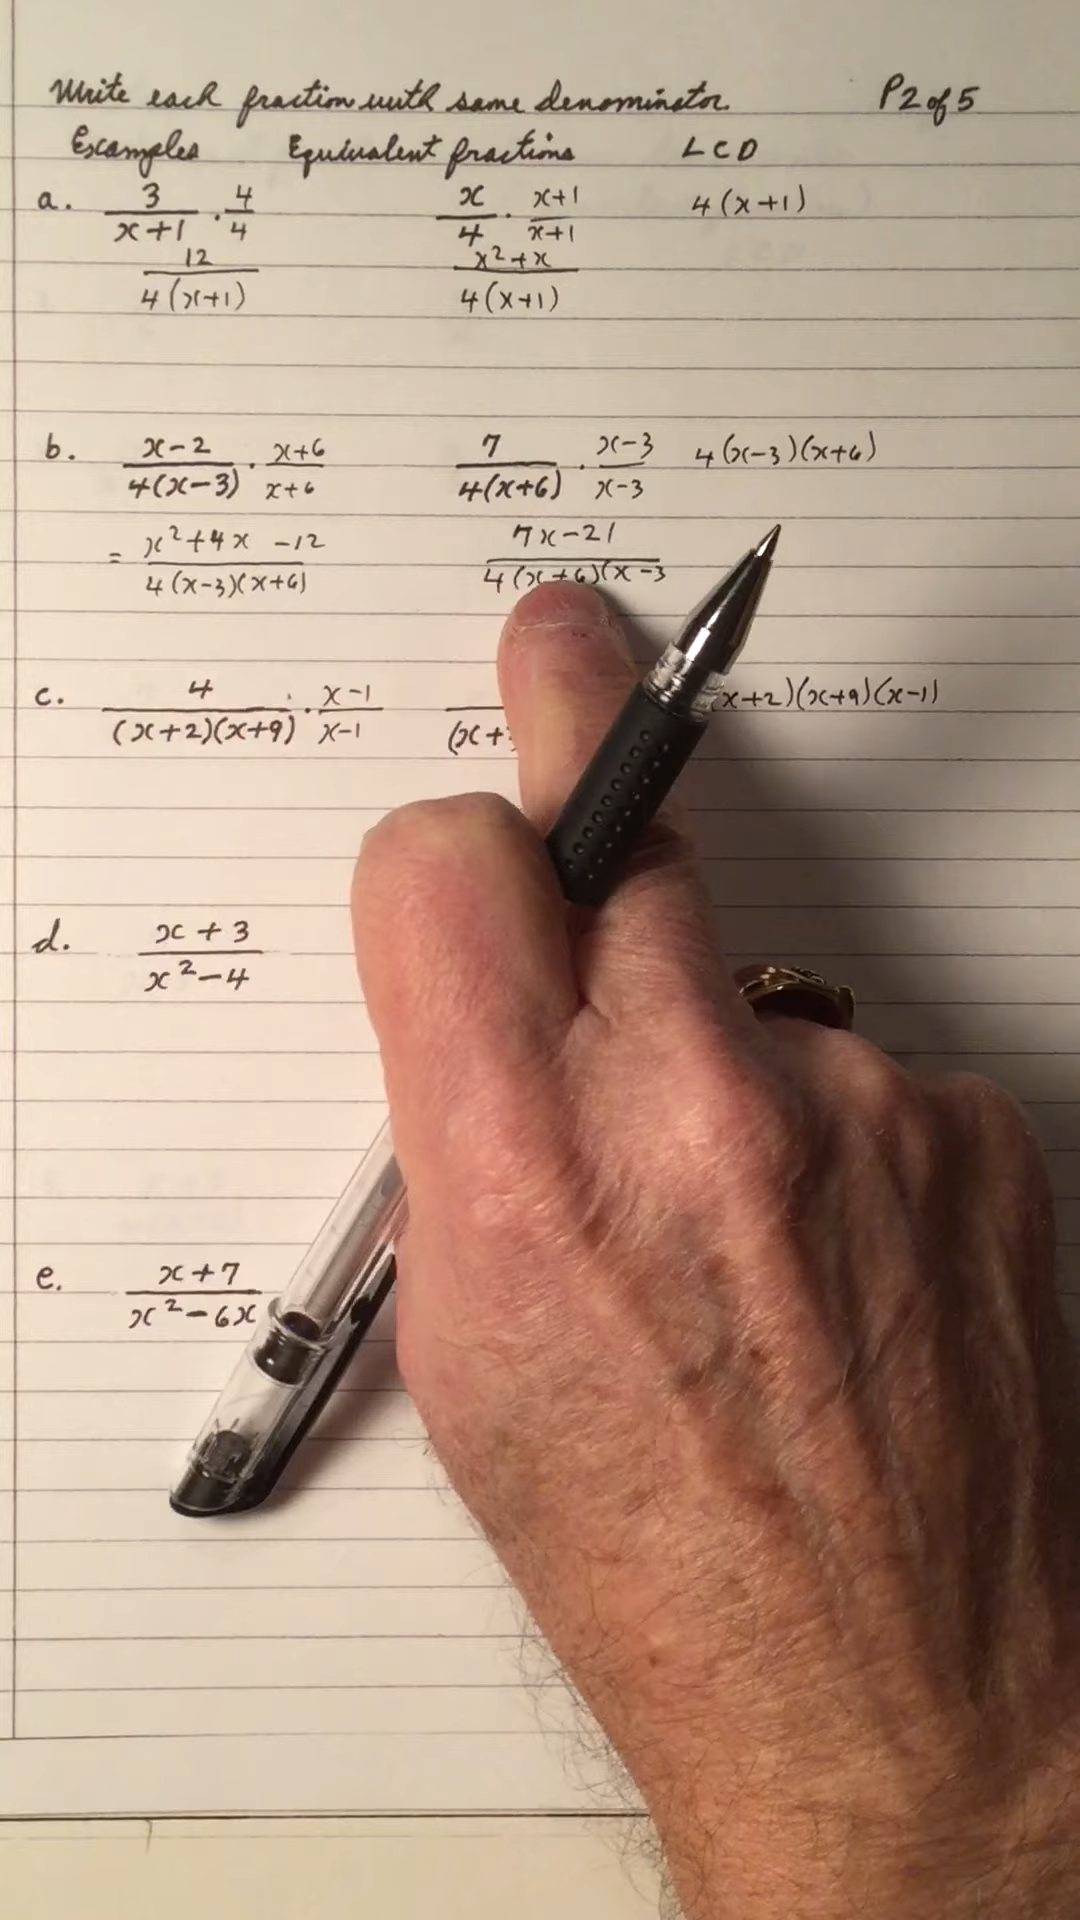 Write each fraction with same denominator. P2 of 5
Examples Equivalent fractions LCD
a. 3/(x+1) · 4/4 x/4 · (x+1)/(x+1) 4(x+1)
12/(4(x+1)) (x²+x)/(4(x+1))
b. (x-2)/(4(x-3)) · (x+6)/(x+6) 7/(4(x+6)) · (x-3)/(x-3) 4(x-3)(x+6)
= (x²+4x-12)/(4(x-3)(x+6)) (7x-21)/(4(x+6)(x-3
c. 4/((x+2)(x+9)) · (x-1)/(x-1) (x+ (x+2)(x+9)(x-1)
d. (x+3)/(x²-4)
e. (x+7)/(x²-6x)